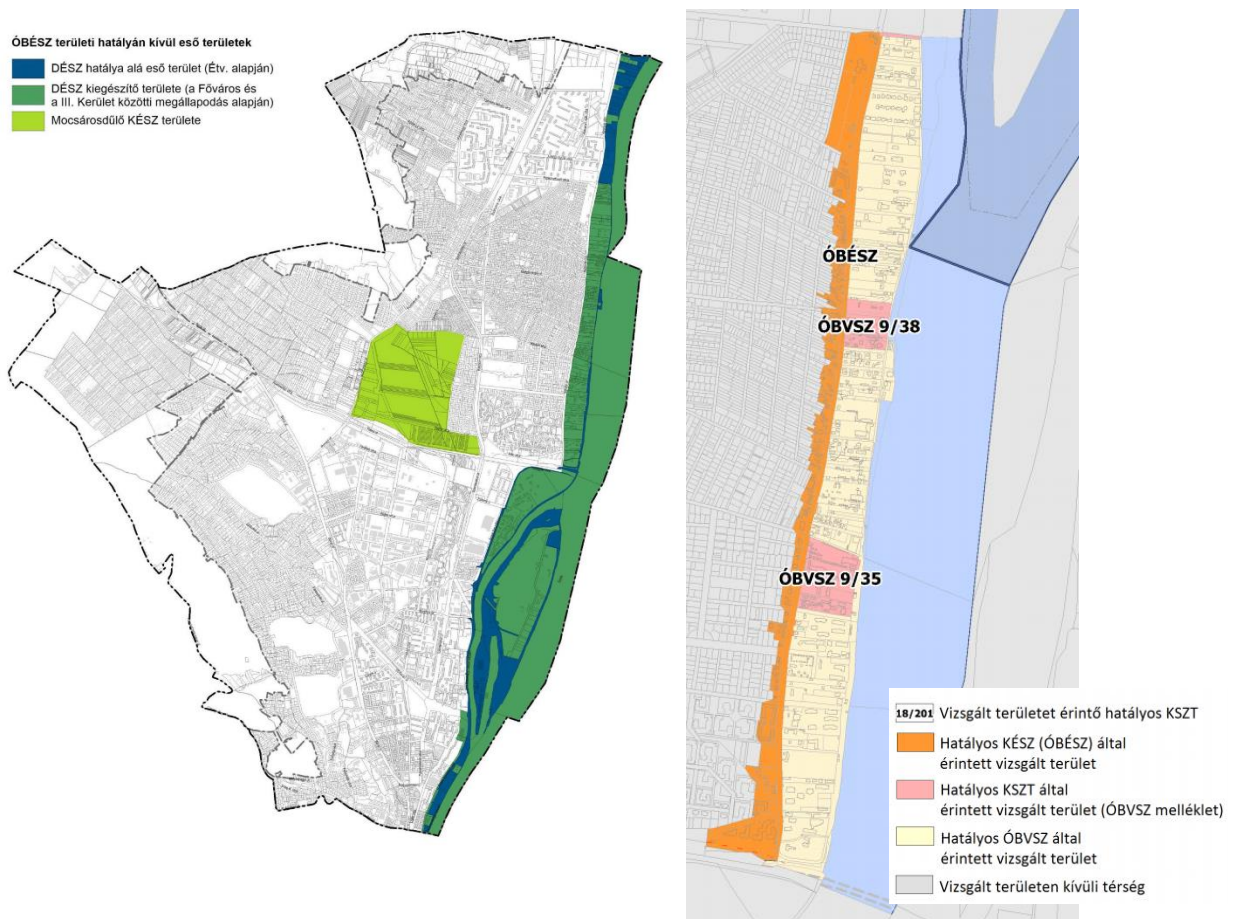 ÓBÉSZ területi hatályán kívül eső területek
DÉSZ hatálya alá eső terület (Étv. alapján)
DÉSZ kiegészítő területe (a Főváros és
a III. Kerület közötti megállapodás alapján)
Mocsárosdűlő KÉSZ területe
ÓBÉSZ
ÓBVSZ 9/38
ÓBVSZ 9/35
18/201 Vizsgált területet érintő hatályos KSZT
Hatályos KÉSZ (ÓBÉSZ) által
érintett vizsgált terület
Hatályos KSZT által
érintett vizsgált terület (ÓBVSZ melléklet)
Hatályos ÓBVSZ által
érintett vizsgált terület
Vizsgált területen kívüli térség